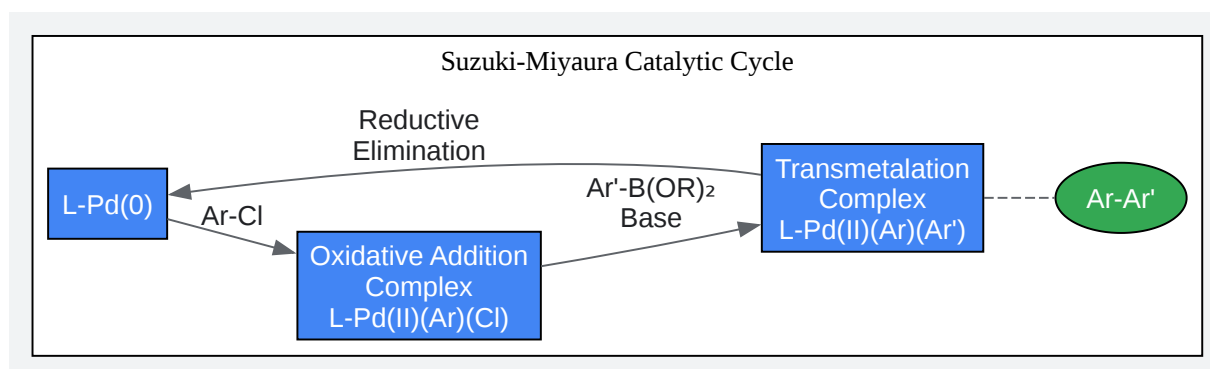 Suzuki-Miyaura Catalytic Cycle
Reductive
Elimination
L-Pd(0)
Ar-Cl
Oxidative Addition
Complex
L-Pd(II)(Ar)(Cl)
Ar'-B(OR)₂
Base
Transmetalation
Complex
L-Pd(II)(Ar)(Ar')
Ar-Ar'